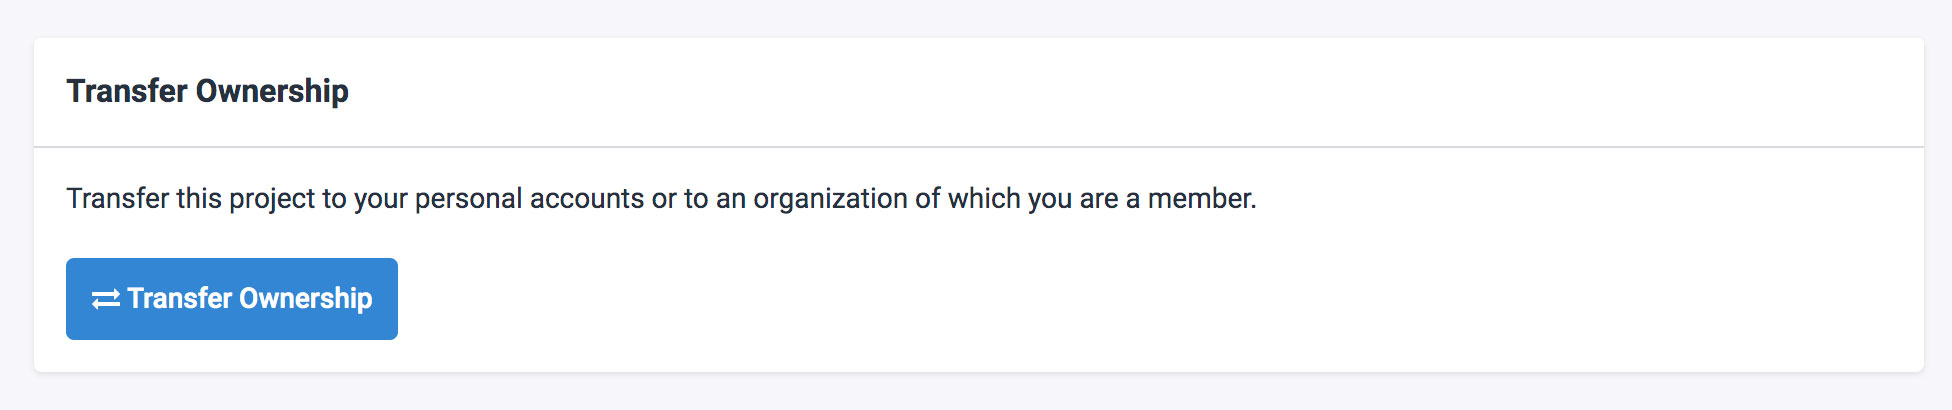 Transfer Ownership
Transfer this project to your personal accounts or to an organization of which you are a member.
Transfer Ownership